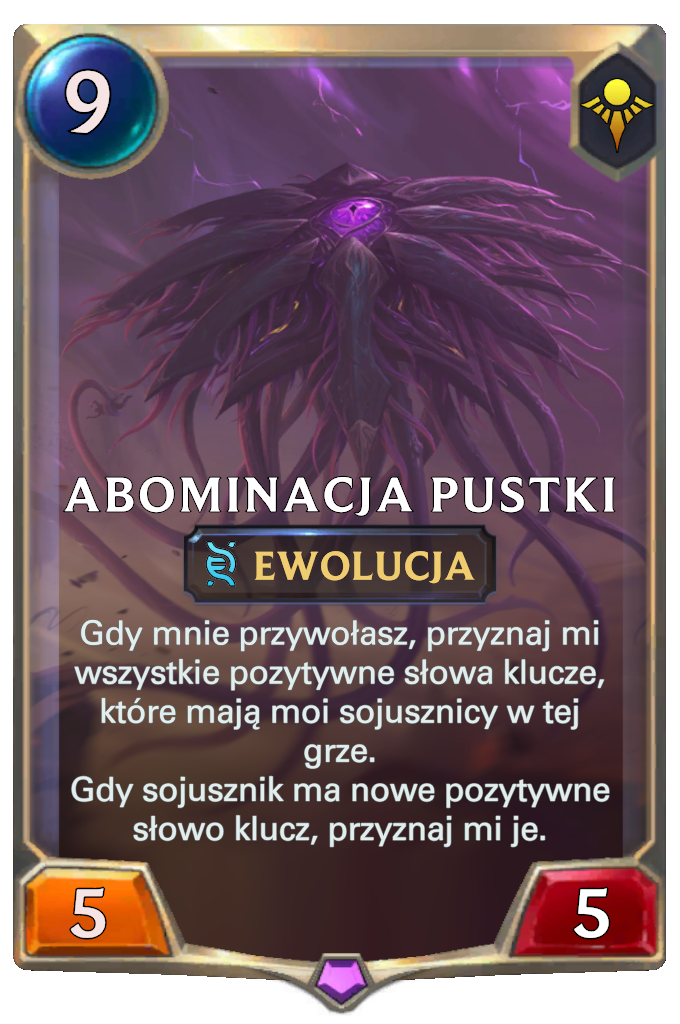 9
ABOMINACJA PUSTKI
EWOLUCJA
Gdy mnie przywołasz, przyznaj mi
wszystkie pozytywne słowa klucze,
które mają moi sojusznicy w tej
grze.
Gdy sojusznik ma nowe pozytywne
słowo klucz, przyznaj mi je.
5
5